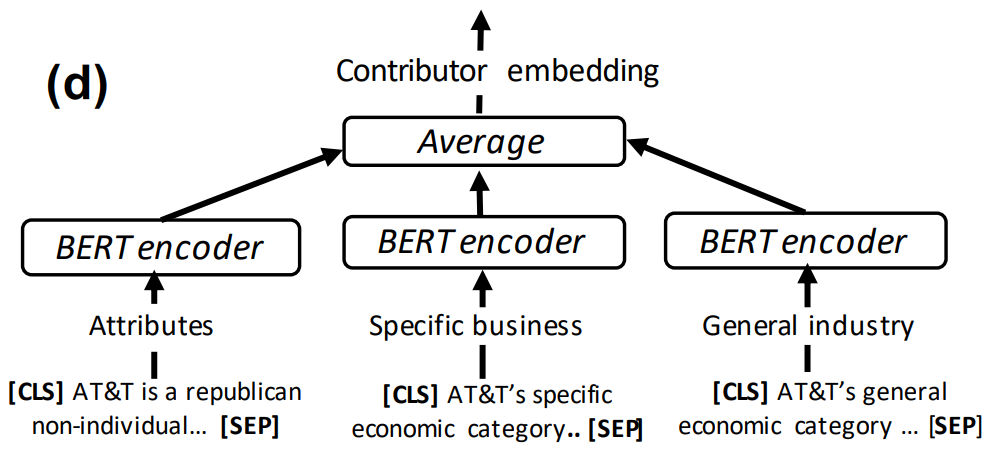 Contributor embedding
(d)
Average
BERT encoder
BERT encoder
BERT encoder
Attributes
Specific business
General industry
[CLS] AT&T is a republican
non-individual... [SEP]
[CLS] AT&T's specific
economic category.. [SEP]
[CLS] AT&T's general
economic category ... [SEP]